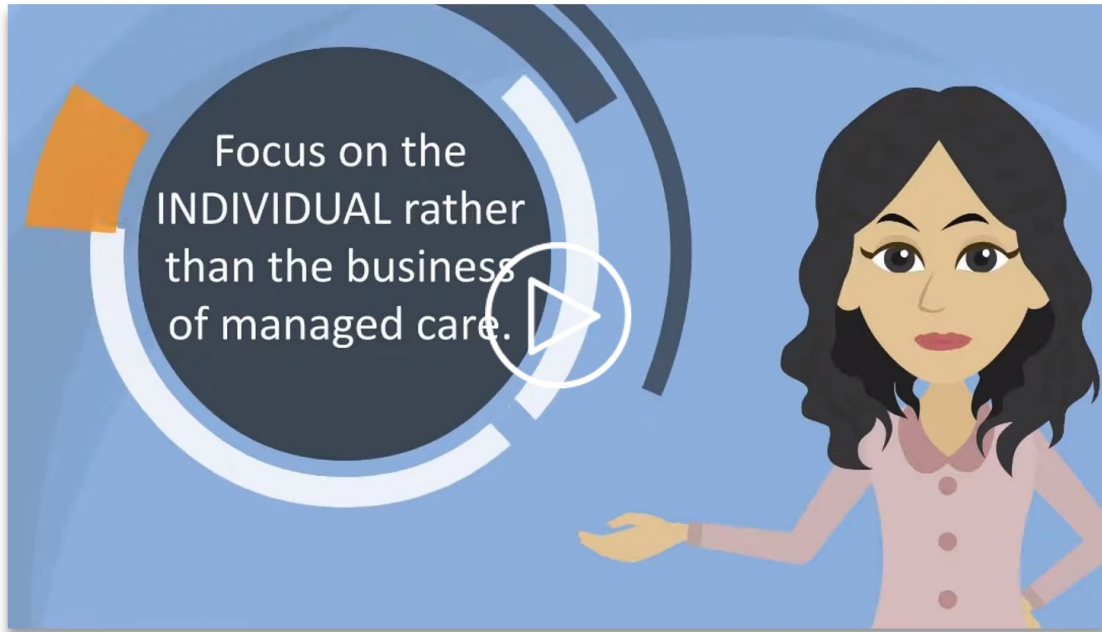 Focus on the
INDIVIDUAL rather
than the business
of managed care.